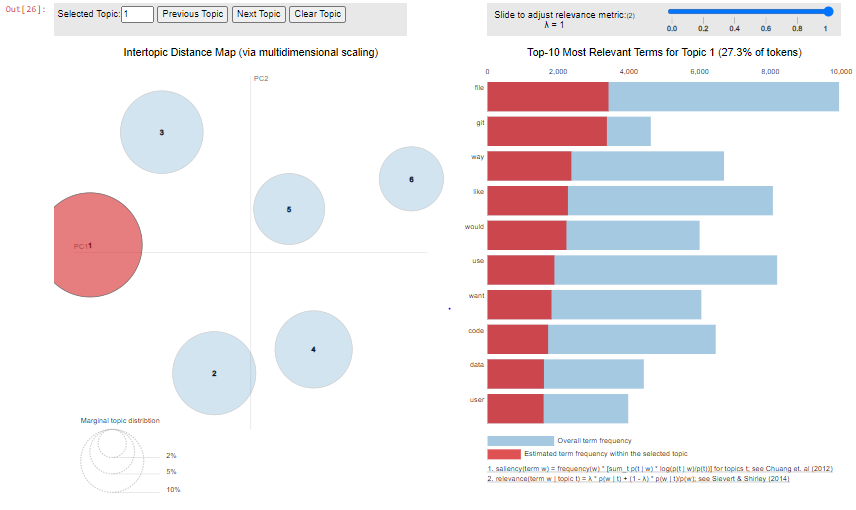 Out[26]:
Selected Topic: 1 Previous Topic Next Topic Clear Topic
Slide to adjust relevance metric:(2)
λ = 1
0.0 0.2 0.4 0.6 0.8 1
Intertopic Distance Map (via multidimensional scaling)
PC2
3
6
5
PC1
1
4
2
Marginal topic distribtion
2%
5%
10%
Top-10 Most Relevant Terms for Topic 1 (27.3% of tokens)
0 2,000 4,000 6,000 8,000 10,000
file
git
way
like
would
use
want
code
data
user
Overall term frequency
Estimated term frequency within the selected topic
1. saliency(term w) = frequency(w) * [sum_t p(t | w) * log(p(t | w)/p(t))] for topics t; see Chuang et. al (2012)
2. relevance(term w | topic t) = λ * p(w | t) + (1 - λ) * p(w | t)/p(w); see Sievert & Shirley (2014)